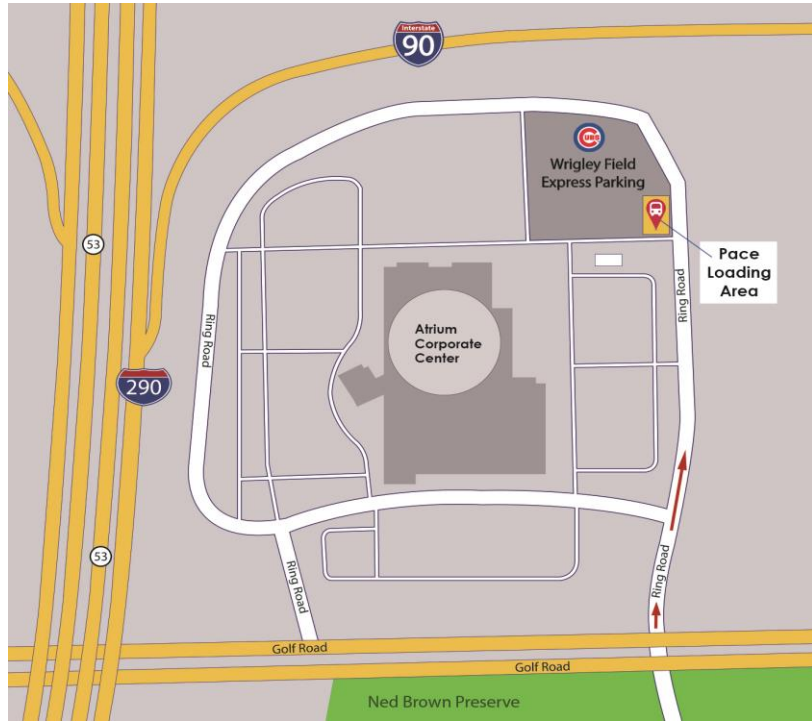 Interstate
90
CUBS
Wrigley Field
Express Parking
53
Pace
Loading
Area
Ring Road
Ring Road
Atrium
Corporate
Center
290
53
Ring Road
Ring Road
Golf Road
Golf Road
Ned Brown Preserve